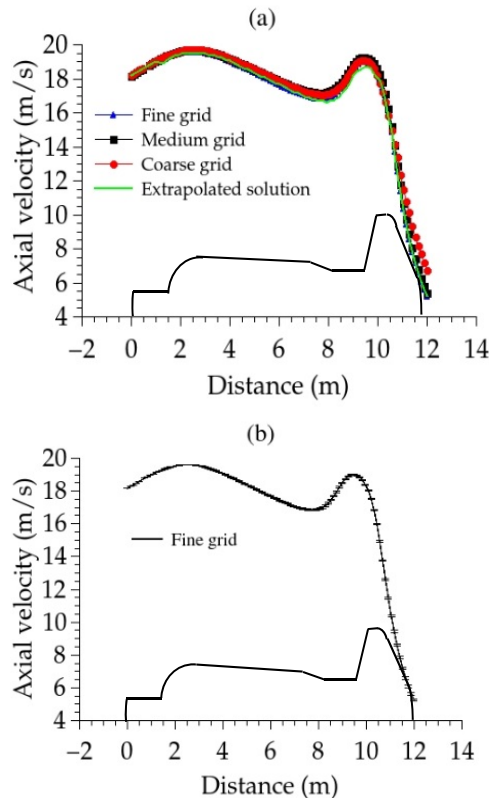 (a)
20
18
16
14
12
10
8
6
4
Axial velocity (m/s)
Fine grid
Medium grid
Coarse grid
Extrapolated solution
−2 0 2 4 6 8 10 12 14
Distance (m)
(b)
20
18
16
14
12
10
8
6
4
Axial velocity (m/s)
Fine grid
−2 0 2 4 6 8 10 12 14
Distance (m)